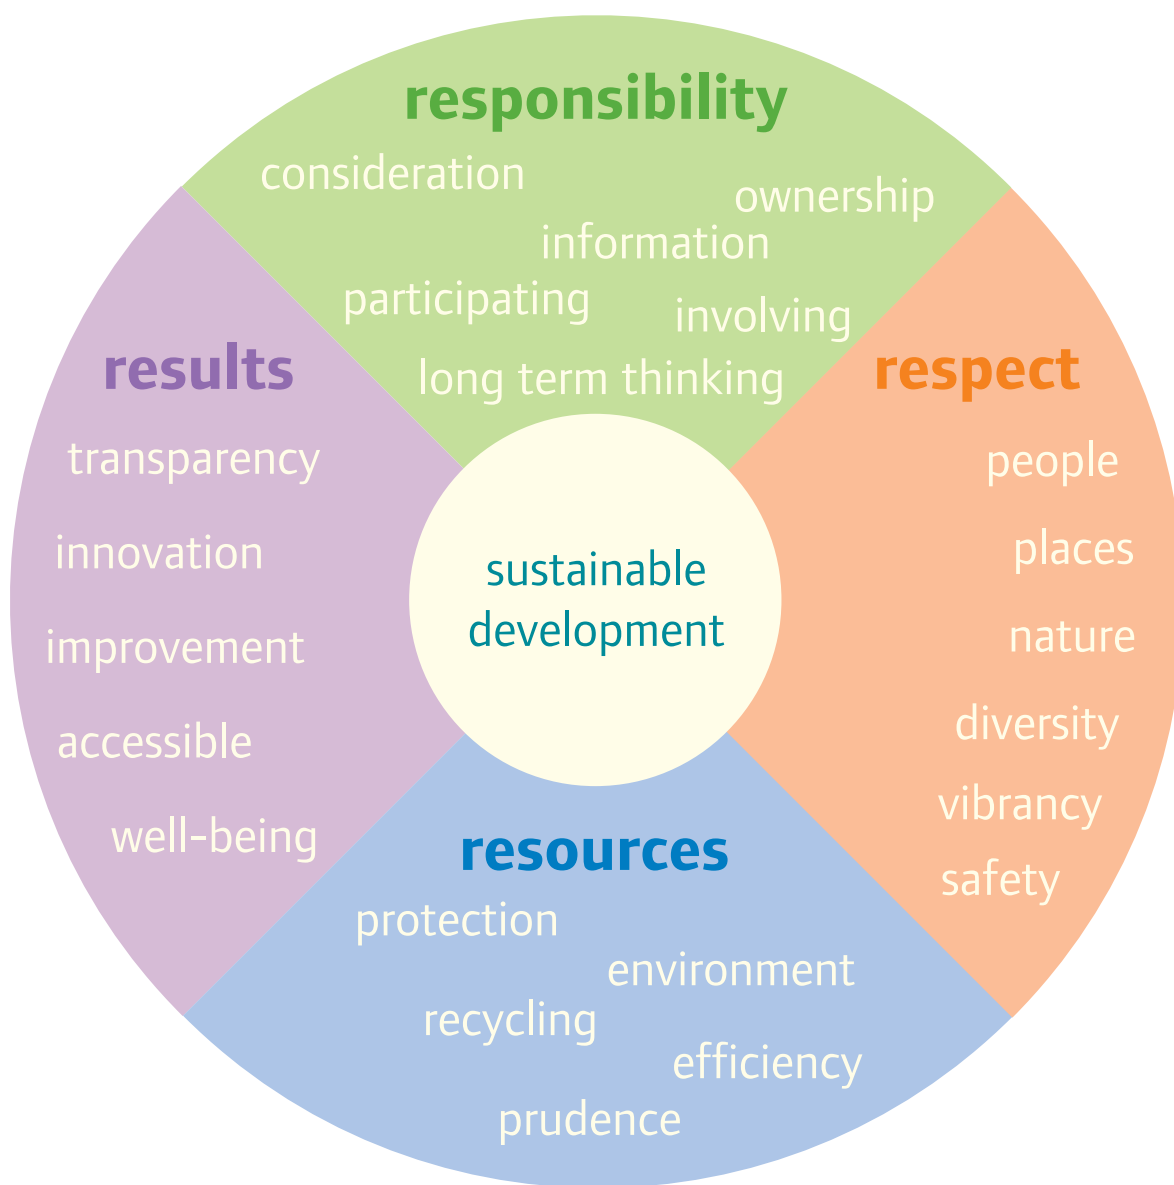 responsibility
consideration
ownership
information
participating
involving
long term thinking
results
transparency
innovation
improvement
accessible
well-being
respect
people
places
nature
diversity
vibrancy
safety
sustainable
development
resources
protection
environment
recycling
efficiency
prudence